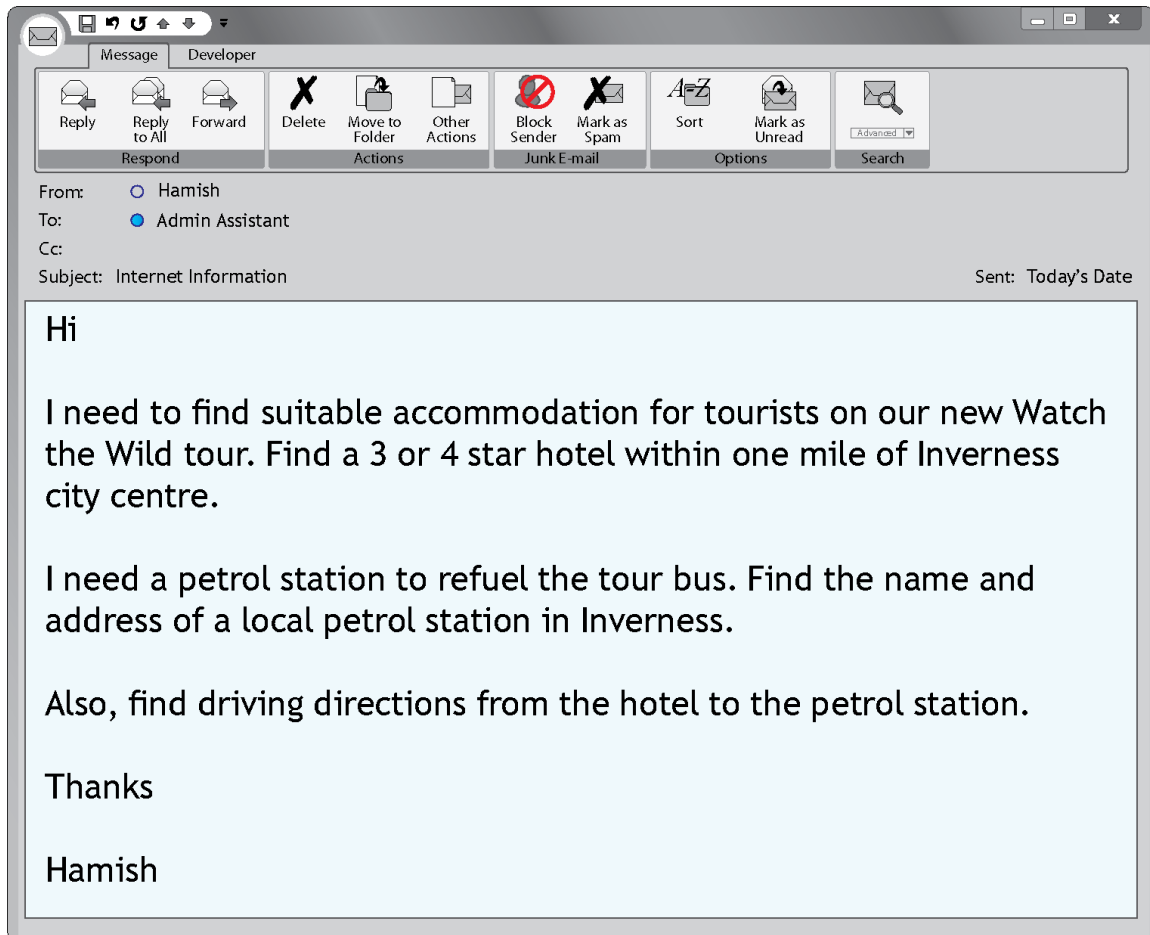 Message Developer
Reply Reply to All Forward Delete Move to Folder Other Actions Block Sender Mark as Spam Sort Mark as Unread Advanced
Respond Actions Junk E-mail Options Search
From: Hamish
To: Admin Assistant
Cc:
Subject: Internet Information Sent: Today's Date
Hi
I need to find suitable accommodation for tourists on our new Watch
the Wild tour. Find a 3 or 4 star hotel within one mile of Inverness
city centre.
I need a petrol station to refuel the tour bus. Find the name and
address of a local petrol station in Inverness.
Also, find driving directions from the hotel to the petrol station.
Thanks
Hamish